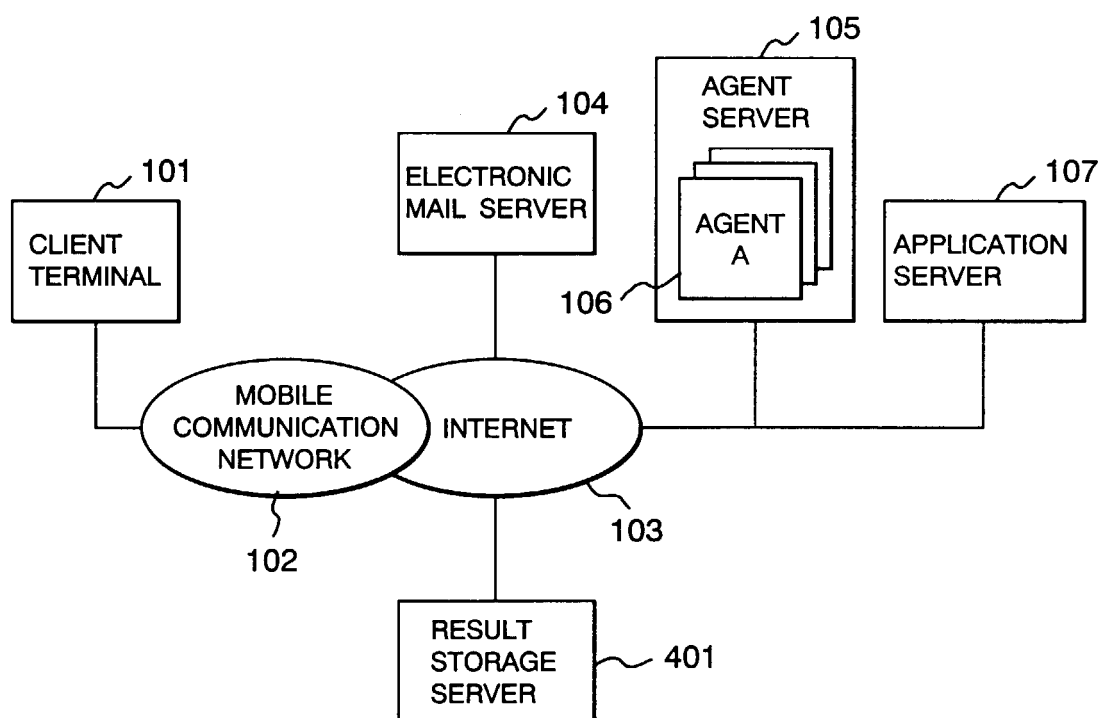 105
AGENT
SERVER
104
101
ELECTRONIC
MAIL SERVER
107
CLIENT
TERMINAL
AGENT
A
APPLICATION
SERVER
106
MOBILE
COMMUNICATION
NETWORK
INTERNET
103
102
RESULT
STORAGE
SERVER
401